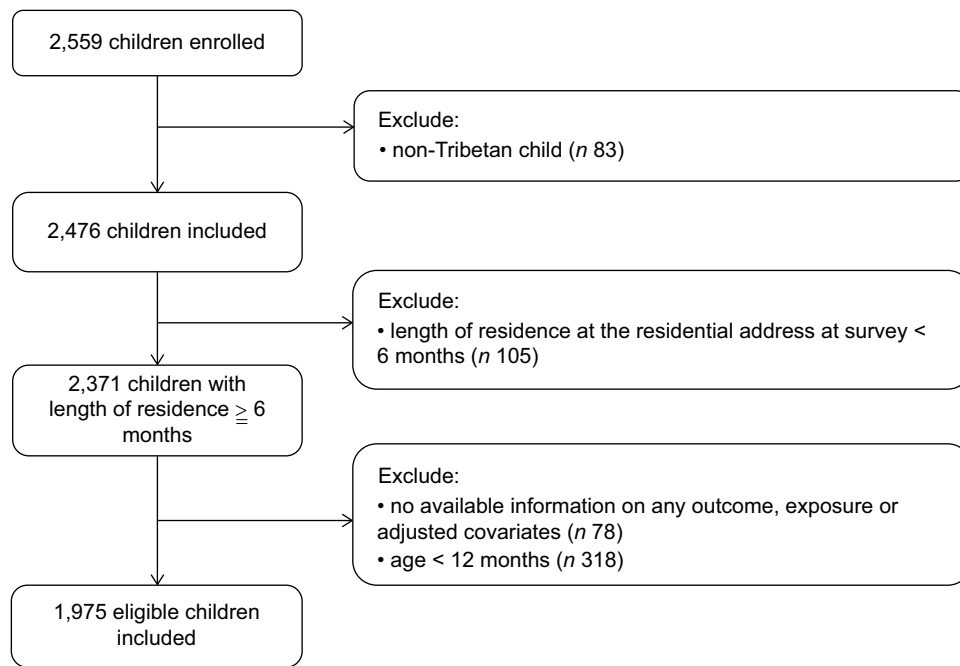 2,559 children enrolled
Exclude:
• non-Tribetan child (n 83)
2,476 children included
Exclude:
• length of residence at the residential address at survey <
6 months (n 105)
2,371 children with
length of residence ≧ 6
months
Exclude:
• no available information on any outcome, exposure or
adjusted covariates (n 78)
• age < 12 months (n 318)
1,975 eligible children
included